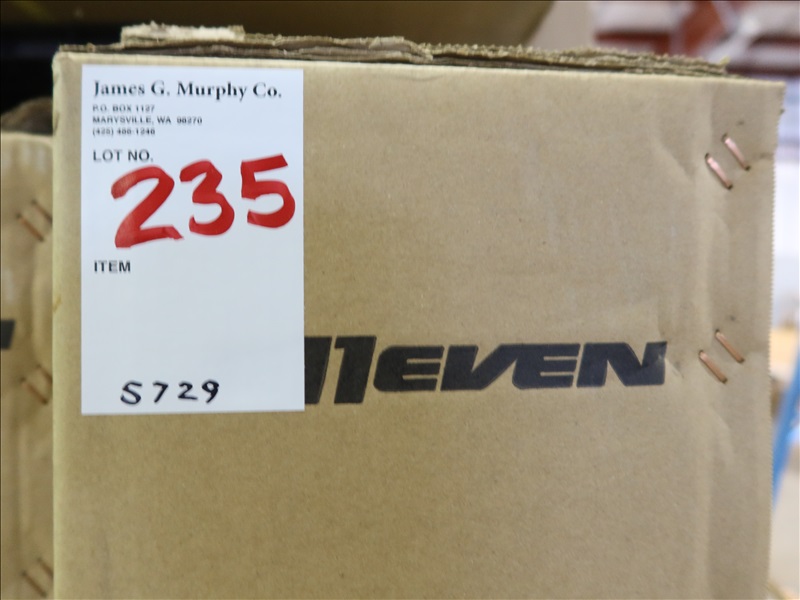 James G. Murphy Co.
P.O. BOX 1127
MARYSVILLE, WA 98270
LOT NO.
235
ITEM
S729
11EVEN